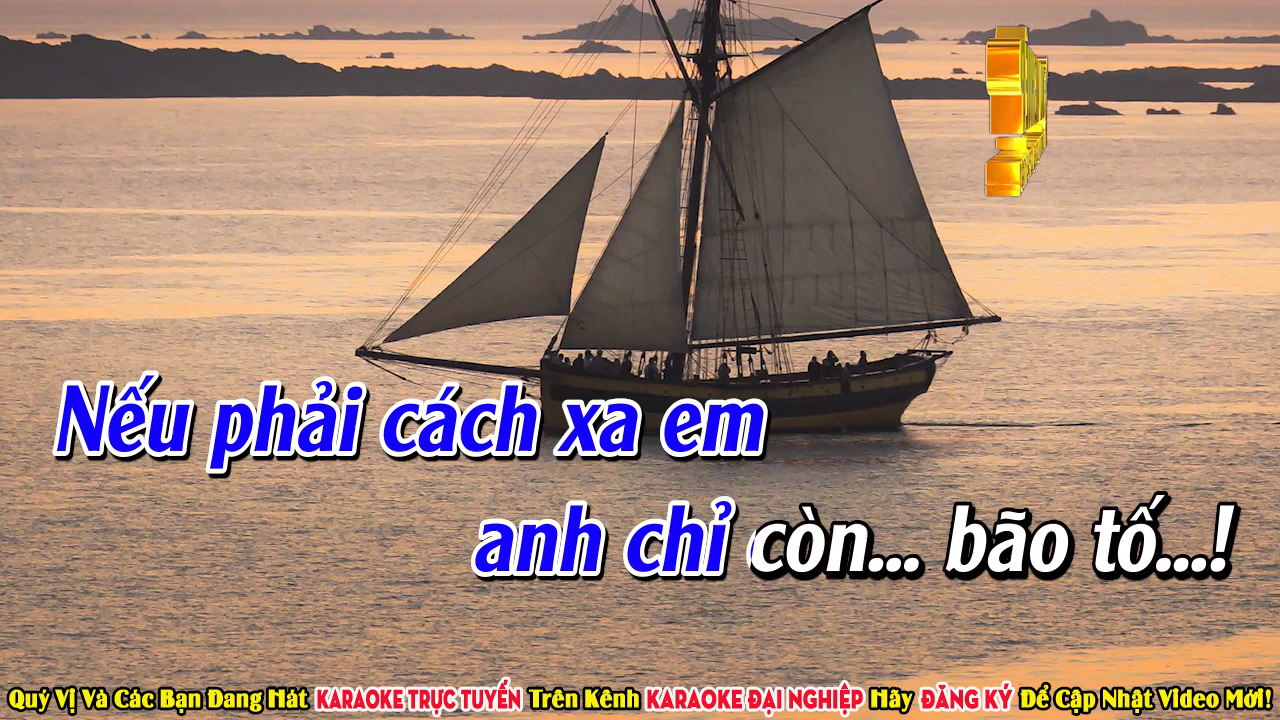 Nếu phải cách xa em
anh chỉ còn... bão tố...!
Quý Vị Và Các Bạn Đang Hát KARAOKE TRỰC TUYẾN Trên Kênh KARAOKE ĐẠI NGHIỆP Hãy ĐĂNG KÝ Để Cập Nhật Video Mới!